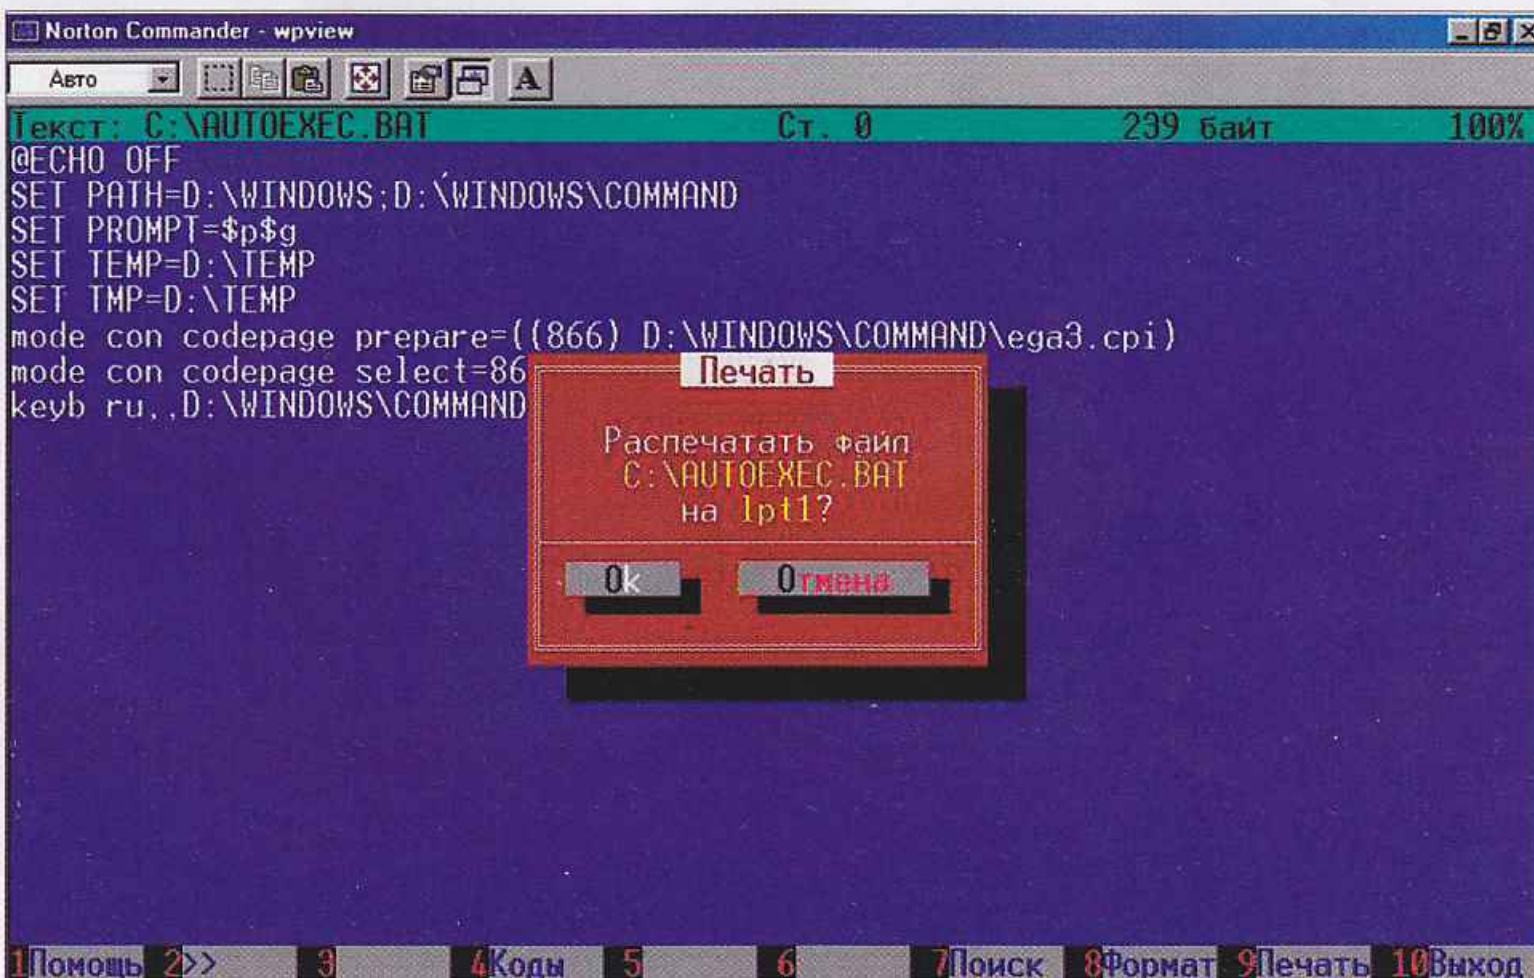 Norton Commander - wpview
Авто
A
Текст: C:\AUTOEXEC.BAT Ст. 0 239 байт 100%
@ECHO OFF
SET PATH=D:\WINDOWS;D:\WINDOWS\COMMAND
SET PROMPT=$p$g
SET TEMP=D:\TEMP
SET TMP=D:\TEMP
mode con codepage prepare=((866) D:\WINDOWS\COMMAND\ega3.cpi)
mode con codepage select=86
keyb ru,,D:\WINDOWS\COMMAND
Печать
Распечатать файл
C:\AUTOEXEC.BAT
на lpt1?
Ok Отмена
1Помощь 2>> 3 4Коды 5 6 7Поиск 8Формат 9Печать 10Выход